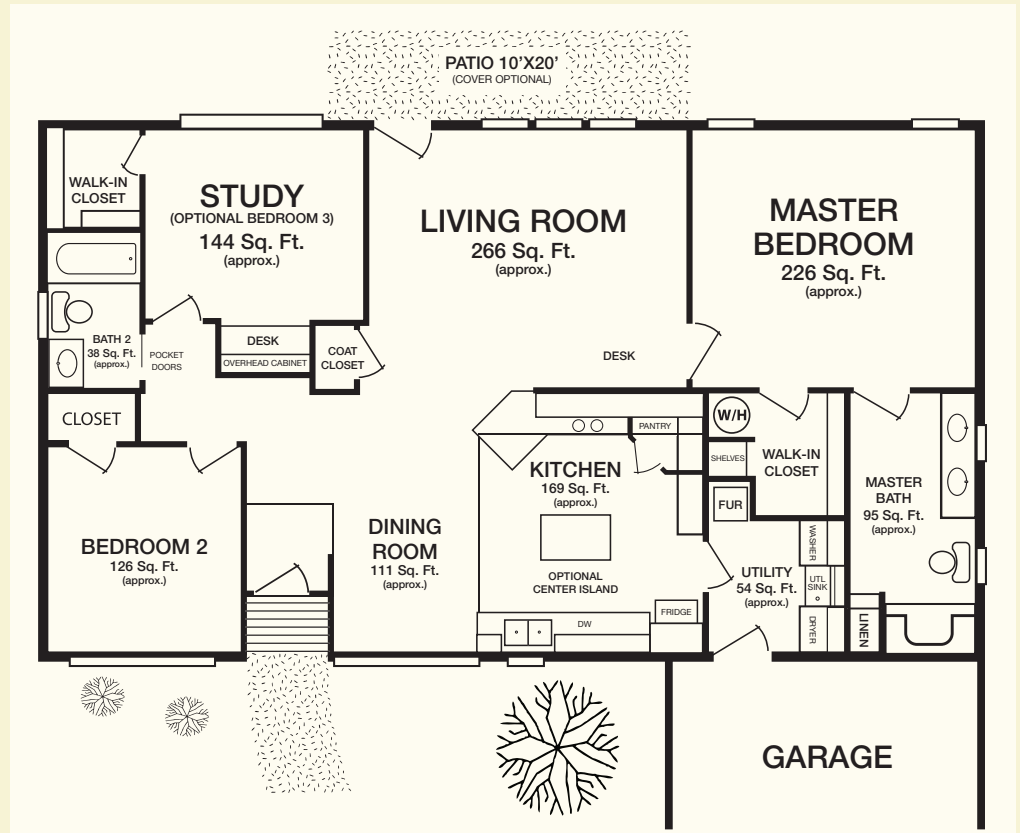 PATIO 10'X20'
(COVER OPTIONAL)
WALK-IN
CLOSET
STUDY
(OPTIONAL BEDROOM 3)
144 Sq. Ft.
(approx.)
LIVING ROOM
266 Sq. Ft.
(approx.)
MASTER
BEDROOM
226 Sq. Ft.
(approx.)
BATH 2
38 Sq. Ft.
(approx.)
POCKET
DOORS
DESK
OVERHEAD CABINET
COAT
CLOSET
DESK
CLOSET
W/H
PANTRY
SHELVES
WALK-IN
CLOSET
KITCHEN
169 Sq. Ft.
(approx.)
MASTER
BATH
95 Sq. Ft.
(approx.)
FUR
BEDROOM 2
126 Sq. Ft.
(approx.)
DINING
ROOM
111 Sq. Ft.
(approx.)
OPTIONAL
CENTER ISLAND
WASHER
UTILITY
54 Sq. Ft.
(approx.)
UTL
SINK
FRIDGE
DW
DRYER
LINEN
GARAGE